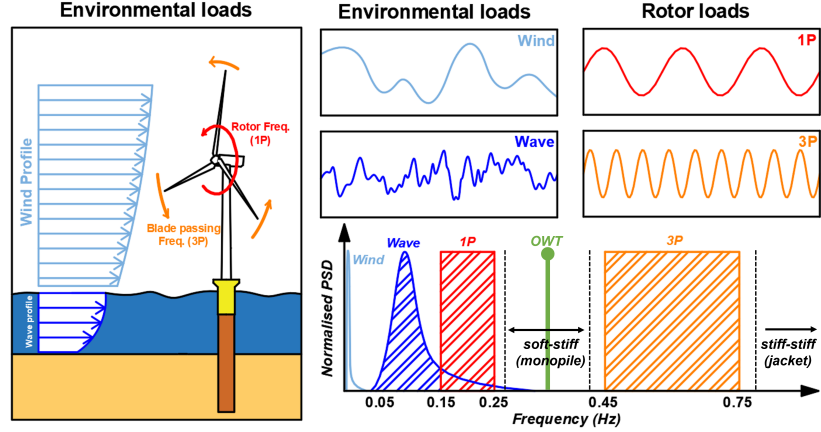 Environmental loads
Wind Profile
Rotor Freq.
(1P)
Blade passing
Freq. (3P)
Wave profile
Environmental loads
Rotor loads
Wind
1P
Wave
3P
Normalised PSD
Wind
Wave
1P
OWT
3P
soft-stiff
(monopile)
stiff-stiff
(jacket)
0.05
0.15
0.25
0.45
0.75
Frequency (Hz)